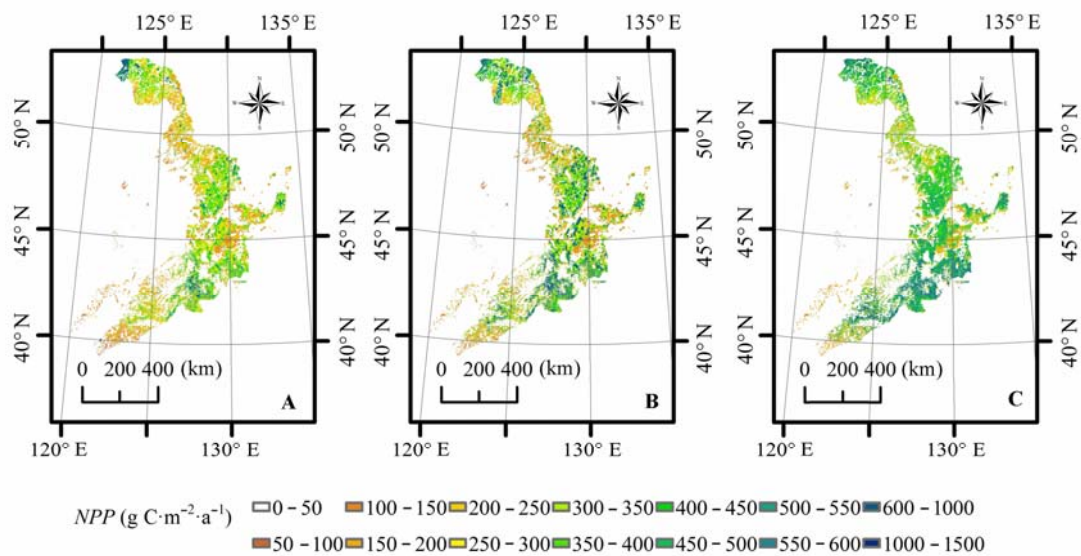 125° E 135° E 125° E 135° E 125° E 135° E
50° N 50° N 50° N 50° N 50° N 50° N
45° N 45° N 45° N 45° N 45° N 45° N
40° N 40° N 40° N 40° N 40° N 40° N
0 200 400 (km) 0 200 400 (km) 0 200 400 (km)
A B C
120° E 130° E 120° E 130° E 120° E 130° E
NPP (g C·m⁻²·a⁻¹)
0 – 50 100 – 150 200 – 250 300 – 350 400 – 450 500 – 550 600 – 1000
50 – 100 150 – 200 250 – 300 350 – 400 450 – 500 550 – 600 1000 – 1500